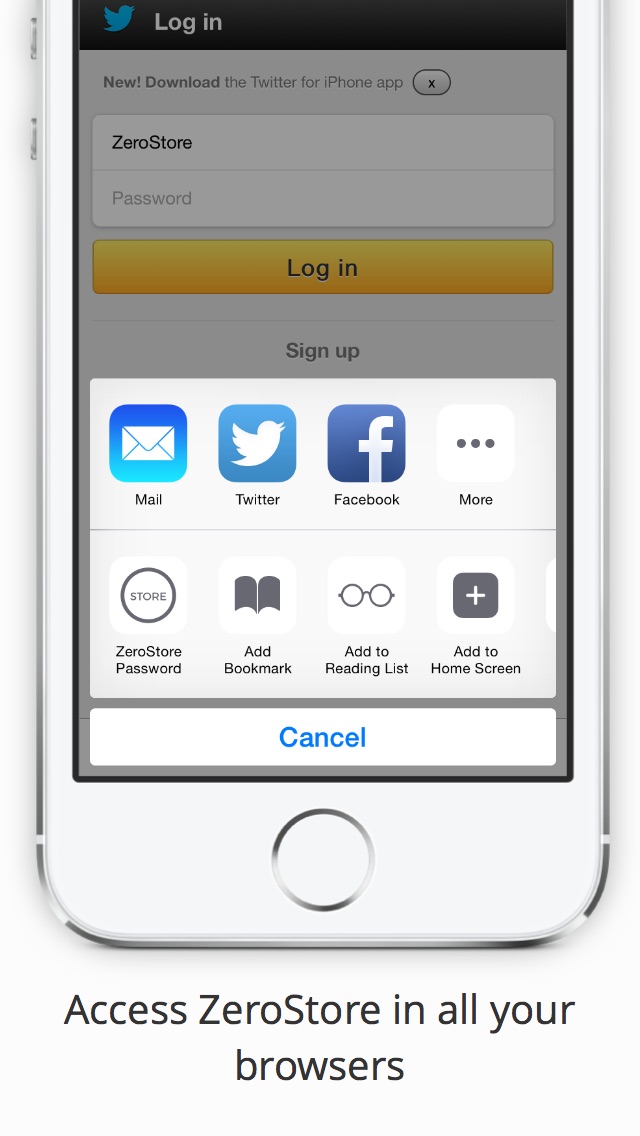 Log in
New! Download the Twitter for iPhone app x
ZeroStore
Password
Log in
Sign up
Mail Twitter Facebook More
STORE
ZeroStore Add Add to Add to
Password Bookmark Reading List Home Screen
Cancel
Access ZeroStore in all your
browsers